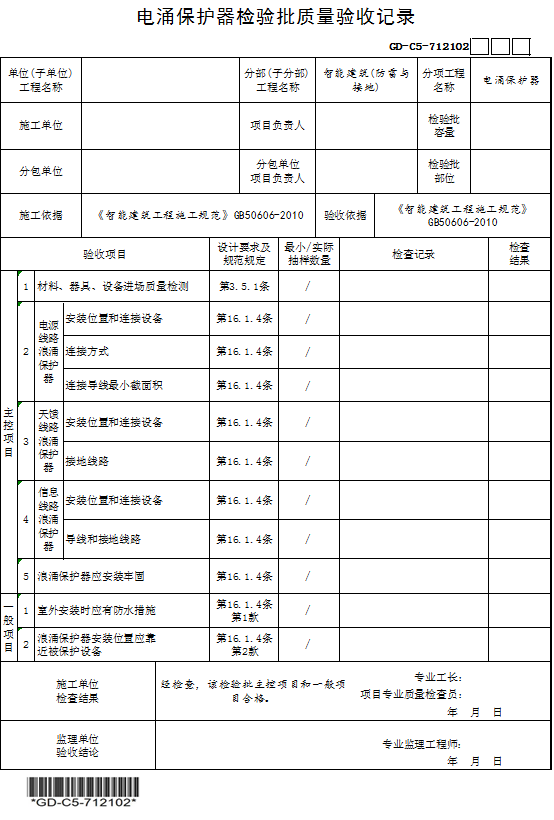 电涌保护器检验批质量验收记录
GD-C5-712102
单位(子单位)
工程名称
分部(子分部)
工程名称
智能建筑(防雷与
接地)
分项工程
名称
电涌保护器
施工单位
项目负责人
检验批
容量
分包单位
分包单位
项目负责人
检验批
部位
施工依据
《智能建筑工程施工规范》GB50606-2010
验收依据
《智能建筑工程施工规范》
GB50606-2010
验收项目
设计要求及
规范规定
最小/实际
抽样数量
检查记录
检查
结果
主
控
项
目
1
材料、器具、设备进场质量检测
第3.5.1条
/
2
电源
线路
浪涌
保护
器
安装位置和连接设备
第16.1.4条
/
连接方式
第16.1.4条
/
连接导线最小截面积
第16.1.4条
/
3
天馈
线路
浪涌
保护
器
安装位置和连接设备
第16.1.4条
/
接地线路
第16.1.4条
/
4
信息
线路
浪涌
保护
器
安装位置和连接设备
第16.1.4条
/
导线和接地线路
第16.1.4条
/
5
浪涌保护器应安装牢固
第16.1.4条
/
一
般
项
目
1
室外安装时应有防水措施
第16.1.4条
第1款
/
2
浪涌保护器安装位置应靠
近被保护设备
第16.1.4条
第2款
/
施工单位
检查结果
经检查，该检验批主控项目和一般项
目合格。
专业工长:
项目专业质量检查员:
年 月 日
监理单位
验收结论
专业监理工程师:
年 月 日
*GD-C5-712102*